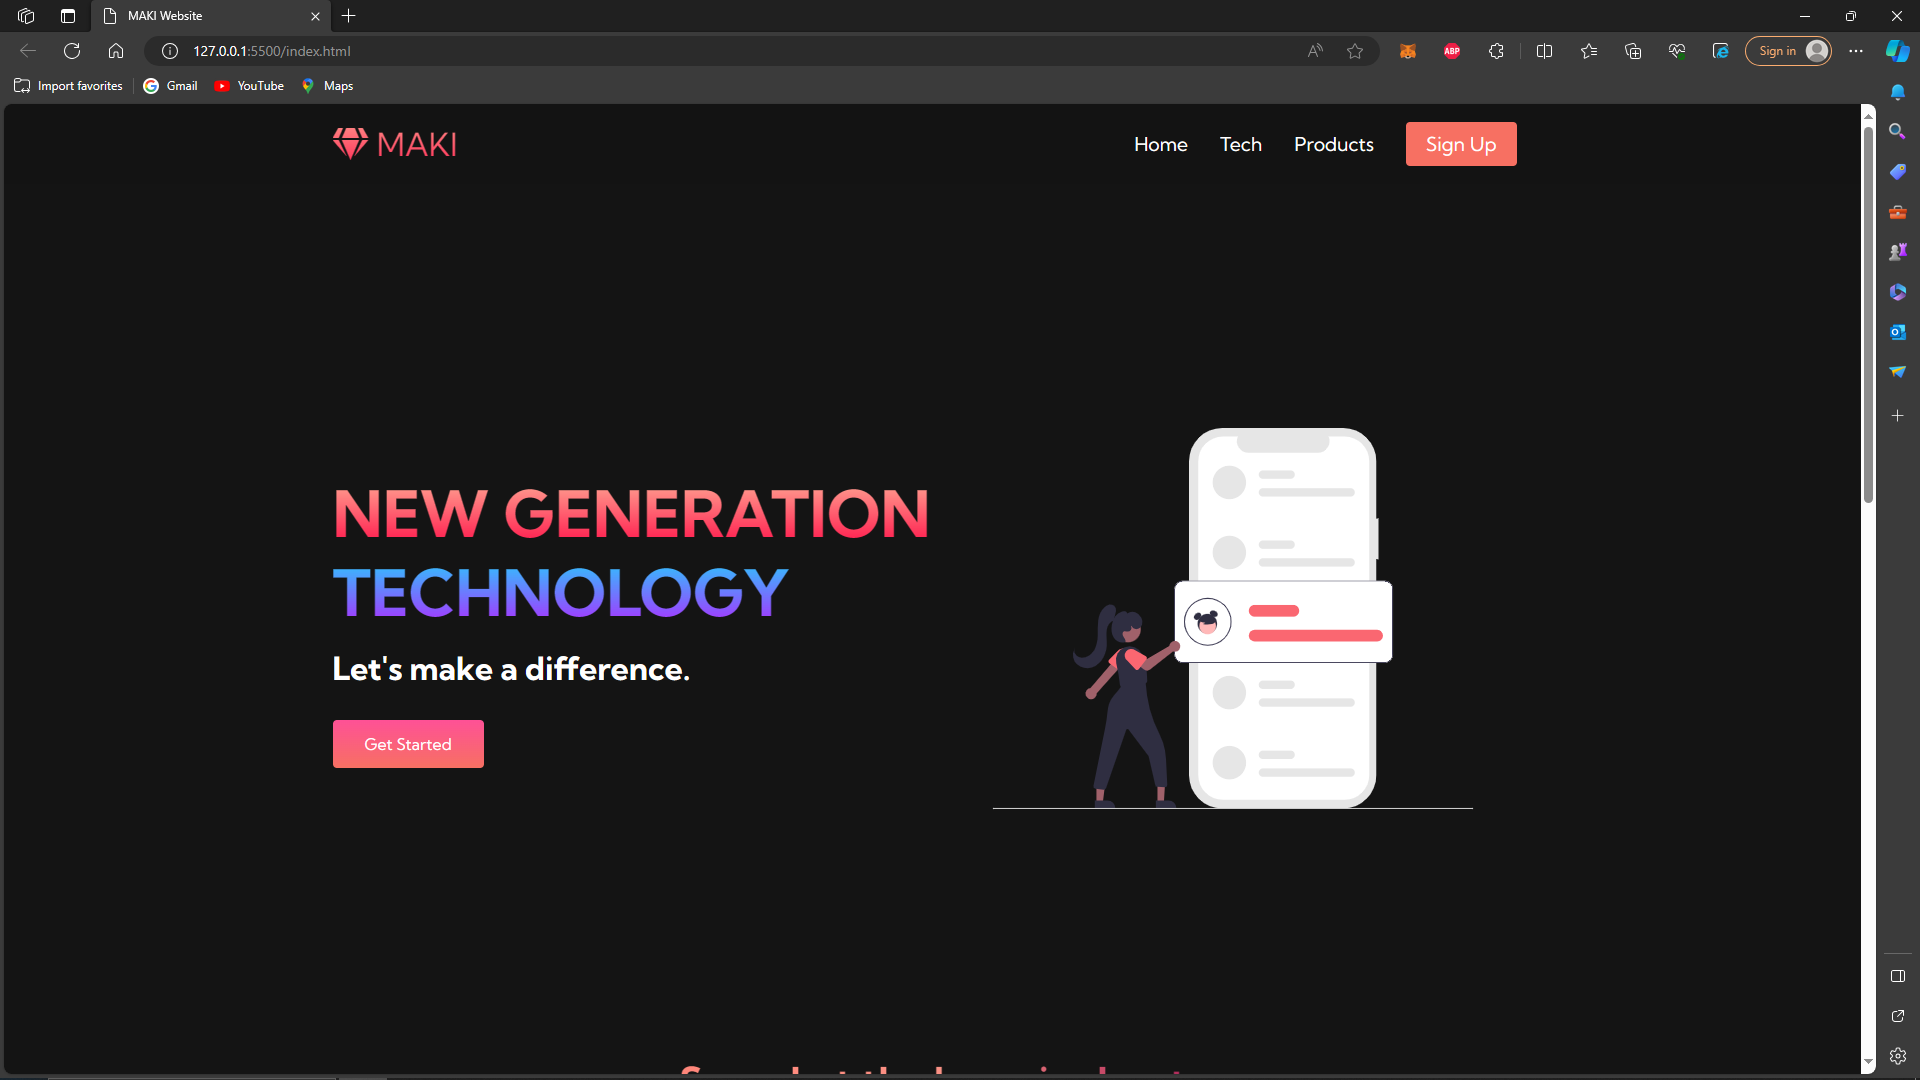 MAKI Website
127.0.0.1:5500/index.html
ABP
Sign in
Import favorites
Gmail
YouTube
Maps
MAKI
Home
Tech
Products
Sign Up
NEW GENERATION
TECHNOLOGY
Let's make a difference.
Get Started